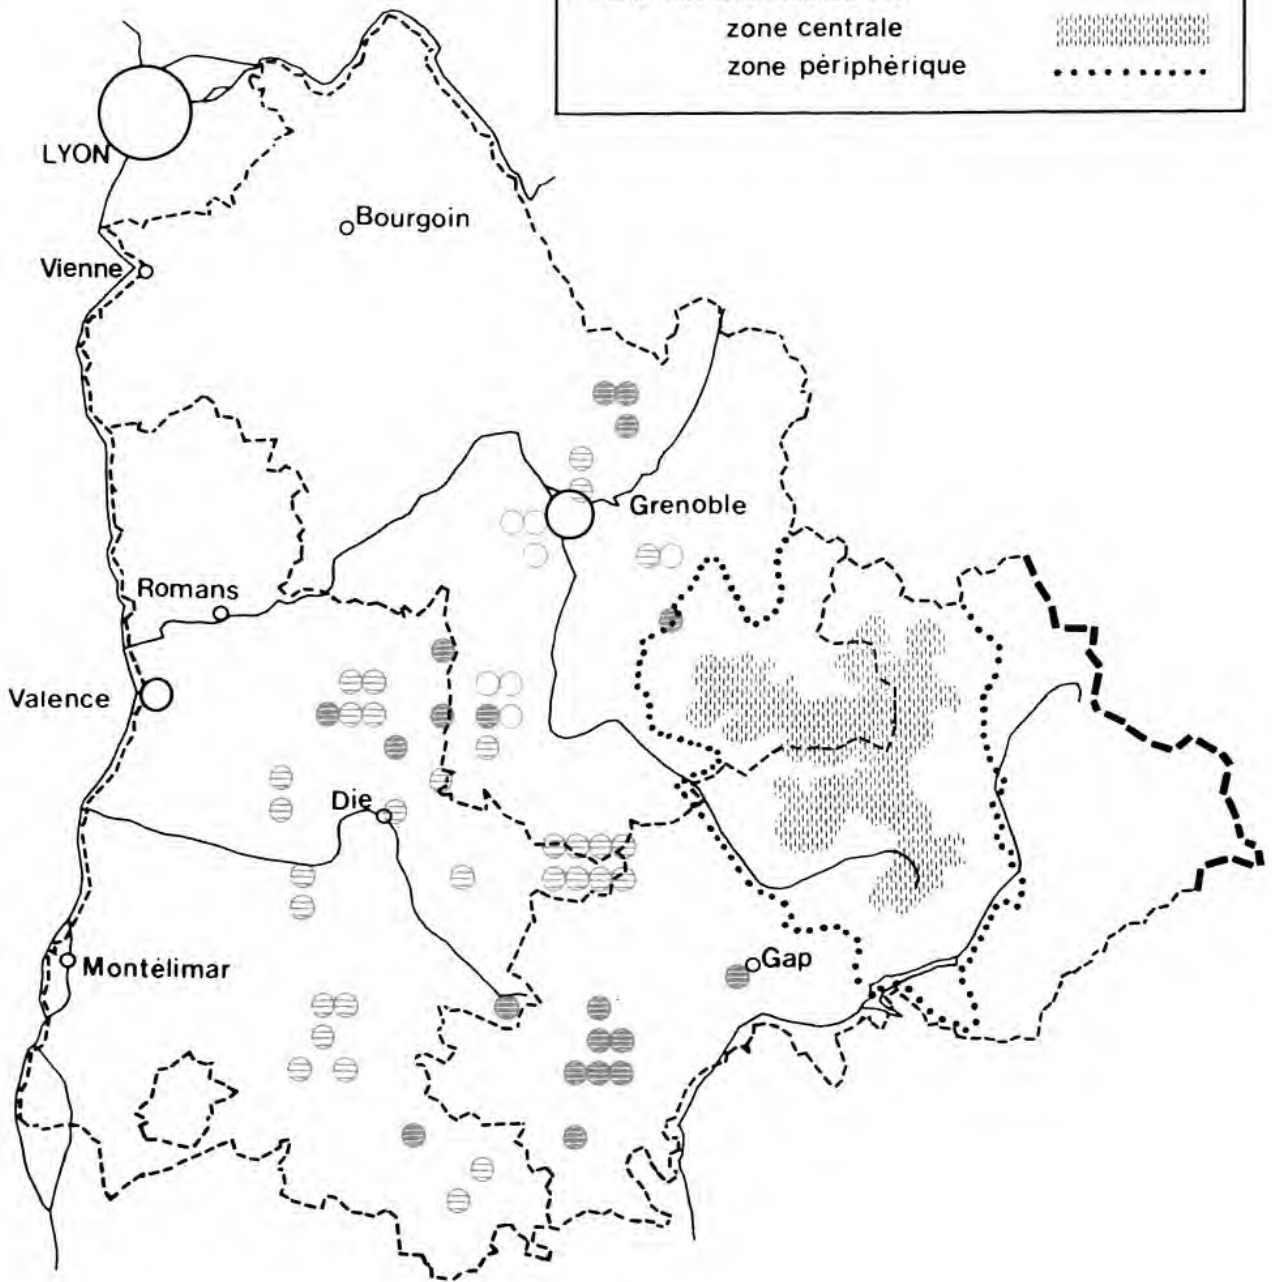 zone centrale
zone périphérique
LYON
Bourgoin
Vienne
Grenoble
Romans
Valence
Die
Gap
Montélimar